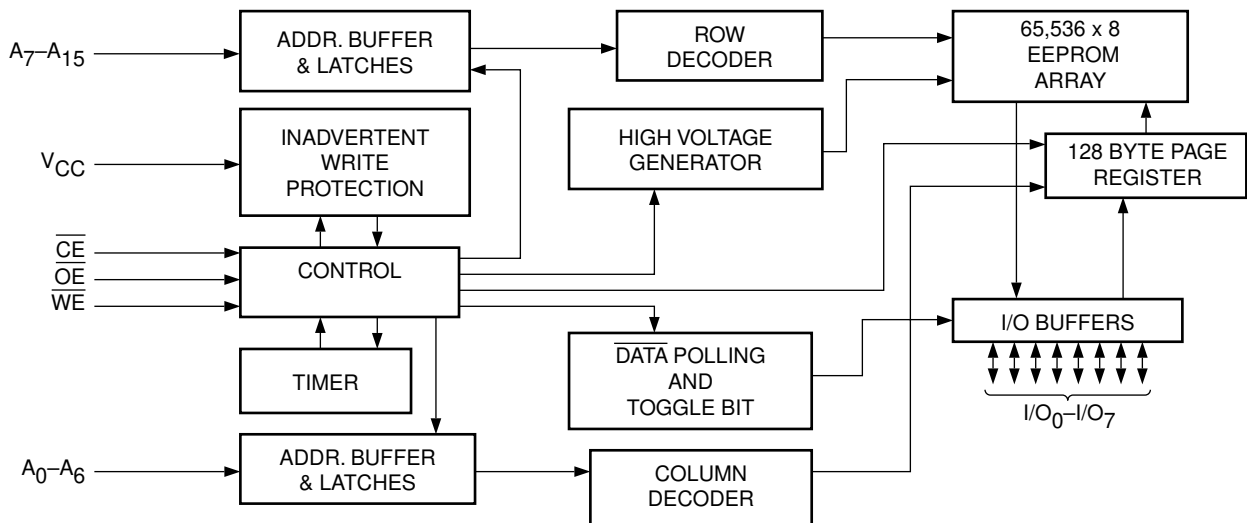 A7–A15
ADDR. BUFFER
& LATCHES
ROW
DECODER
65,536 x 8
EEPROM
ARRAY
VCC
INADVERTENT
WRITE
PROTECTION
HIGH VOLTAGE
GENERATOR
128 BYTE PAGE
REGISTER
CE
OE
WE
CONTROL
I/O BUFFERS
TIMER
DATA POLLING
AND
TOGGLE BIT
I/O0–I/O7
A0–A6
ADDR. BUFFER
& LATCHES
COLUMN
DECODER